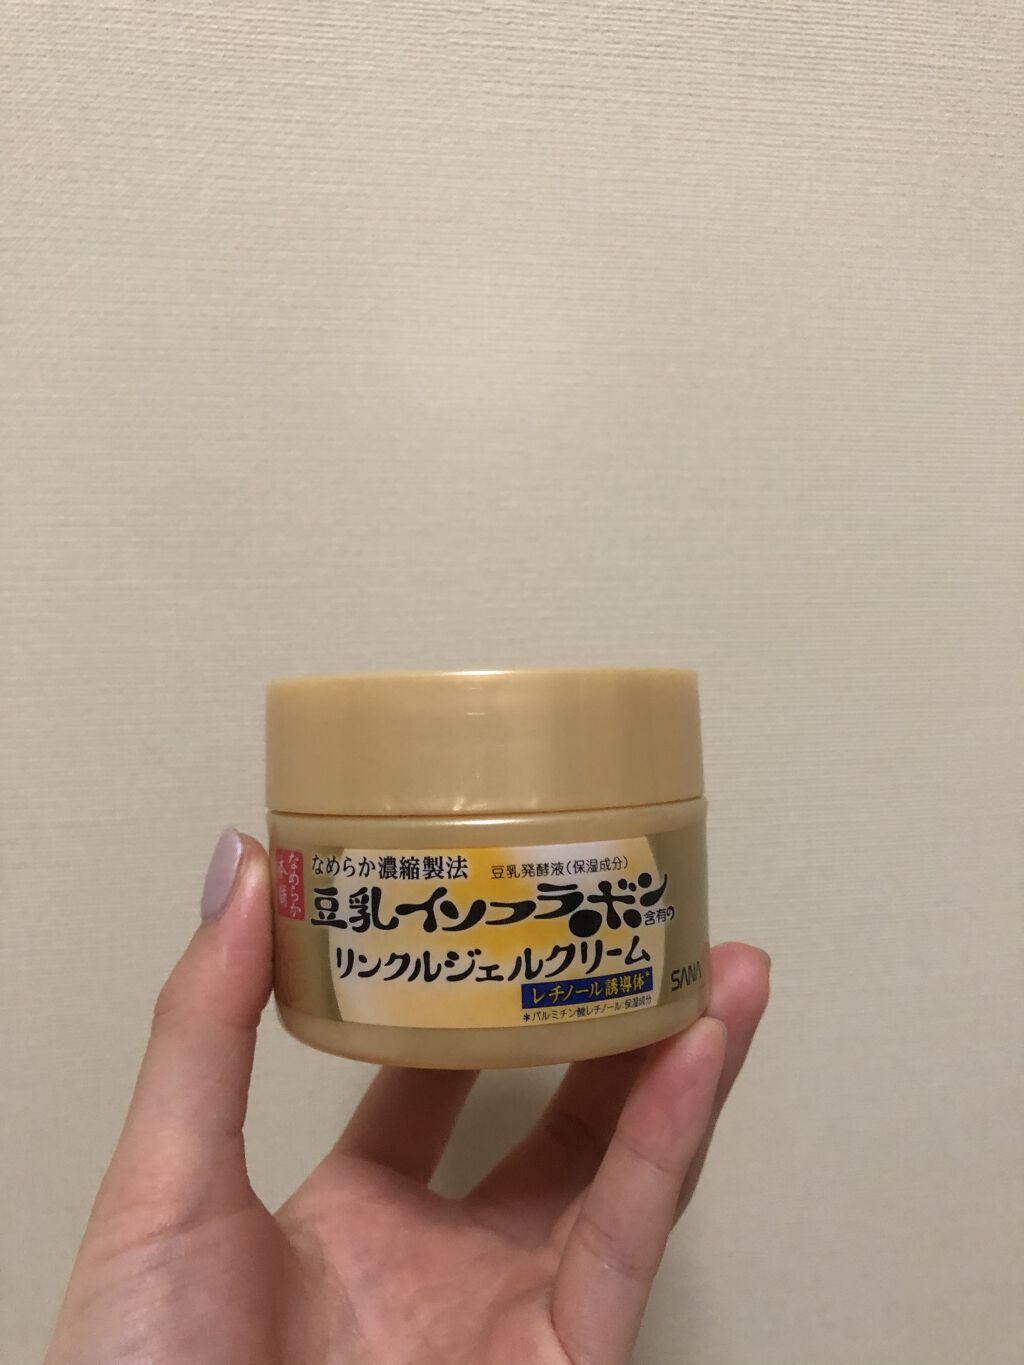 なめらか本舗
なめらか濃縮製法
豆乳発酵液(保湿成分)
豆乳イソフラボン含有の
リンクルジェルクリーム
レチノール誘導体*
*パルミチン酸レチノール:保湿成分
SANA